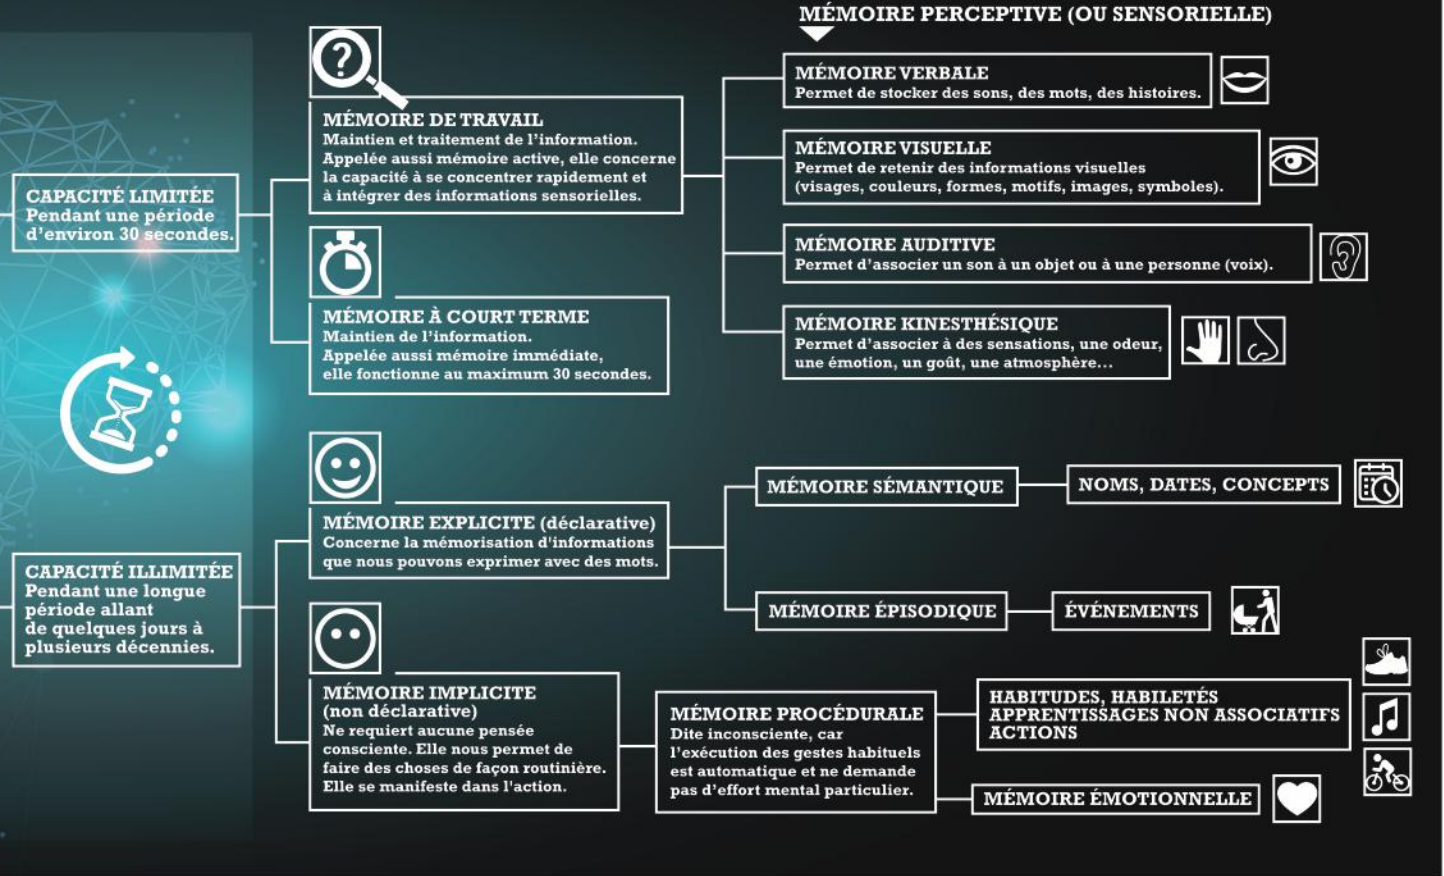 MÉMOIRE PERCEPTIVE (OU SENSORIELLE)
CAPACITÉ LIMITÉE
Pendant une période
d'environ 30 secondes.
?
MÉMOIRE DE TRAVAIL
Maintien et traitement de l'information.
Appelée aussi mémoire active, elle concerne
la capacité à se concentrer rapidement et
à intégrer des informations sensorielles.
MÉMOIRE À COURT TERME
Maintien de l'information.
Appelée aussi mémoire immédiate,
elle fonctionne au maximum 30 secondes.
MÉMOIRE VERBALE
Permet de stocker des sons, des mots, des histoires.
MÉMOIRE VISUELLE
Permet de retenir des informations visuelles
(visages, couleurs, formes, motifs, images, symboles).
MÉMOIRE AUDITIVE
Permet d'associer un son à un objet ou à une personne (voix).
MÉMOIRE KINESTHÉSIQUE
Permet d'associer à des sensations, une odeur,
une émotion, un goût, une atmosphère...
CAPACITÉ ILLIMITÉE
Pendant une longue
période allant
de quelques jours à
plusieurs décennies.
MÉMOIRE EXPLICITE (déclarative)
Concerne la mémorisation d'informations
que nous pouvons exprimer avec des mots.
MÉMOIRE SÉMANTIQUE
NOMS, DATES, CONCEPTS
MÉMOIRE ÉPISODIQUE
ÉVÉNEMENTS
MÉMOIRE IMPLICITE
(non déclarative)
Ne requiert aucune pensée
consciente. Elle nous permet de
faire des choses de façon routinière.
Elle se manifeste dans l'action.
MÉMOIRE PROCÉDURALE
Dite inconsciente, car
l'exécution des gestes habituels
est automatique et ne demande
pas d'effort mental particulier.
HABITUDES, HABILETÉS
APPRENTISSAGES NON ASSOCIATIFS
ACTIONS
MÉMOIRE ÉMOTIONNELLE